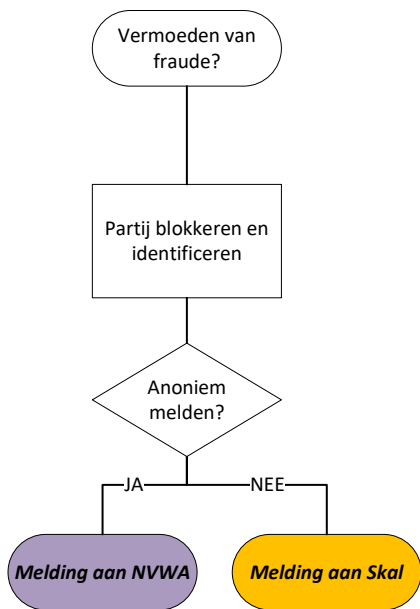 Vermoeden van
fraude?
Partij blokkeren en
identificeren
Anoniem
melden?
JA
NEE
Melding aan NVWA
Melding aan Skal